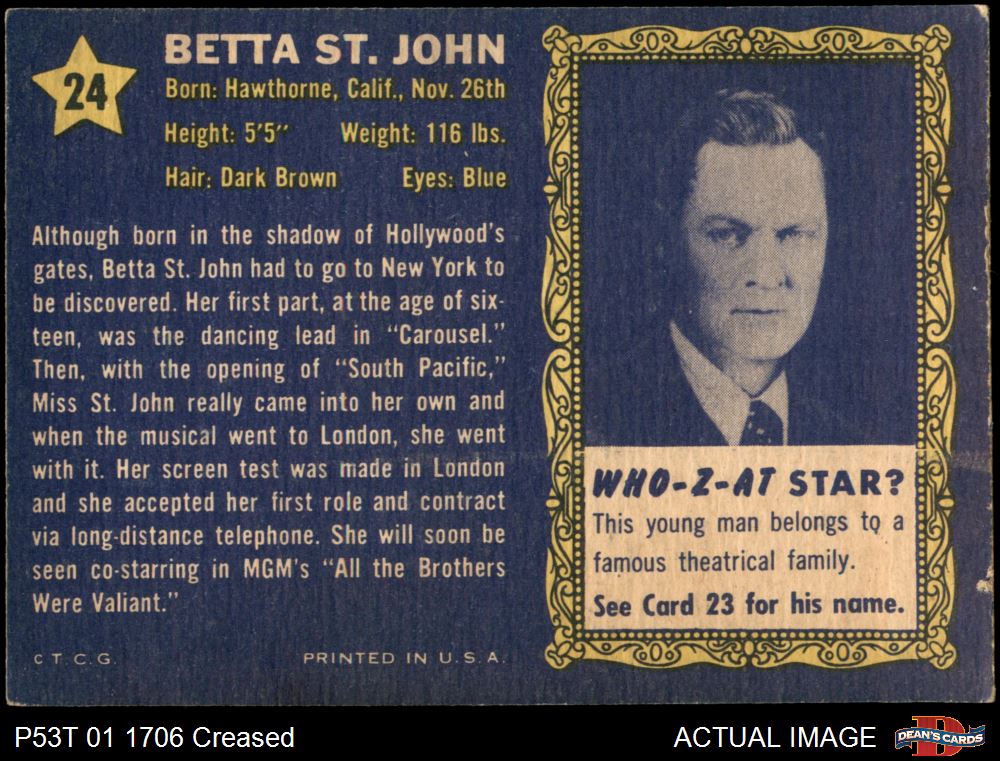 24
BETTA ST. JOHN
Born: Hawthorne, Calif., Nov. 26th
Height: 5'5" Weight: 116 lbs.
Hair: Dark Brown Eyes: Blue
Although born in the shadow of Hollywood's
gates, Betta St. John had to go to New York to
be discovered. Her first part, at the age of six-
teen, was the dancing lead in "Carousel."
Then, with the opening of "South Pacific,"
Miss St. John really came into her own and
when the musical went to London, she went
with it. Her screen test was made in London
and she accepted her first role and contract
via long-distance telephone. She will soon be
seen co-starring in MGM's "All the Brothers
Were Valiant."
c T. C. G.
PRINTED IN U. S. A.
WHO-Z-AT STAR?
This young man belongs to a
famous theatrical family.
See Card 23 for his name.
P53T 01 1706 Creased
ACTUAL IMAGE
D
DEAN'S CARDS